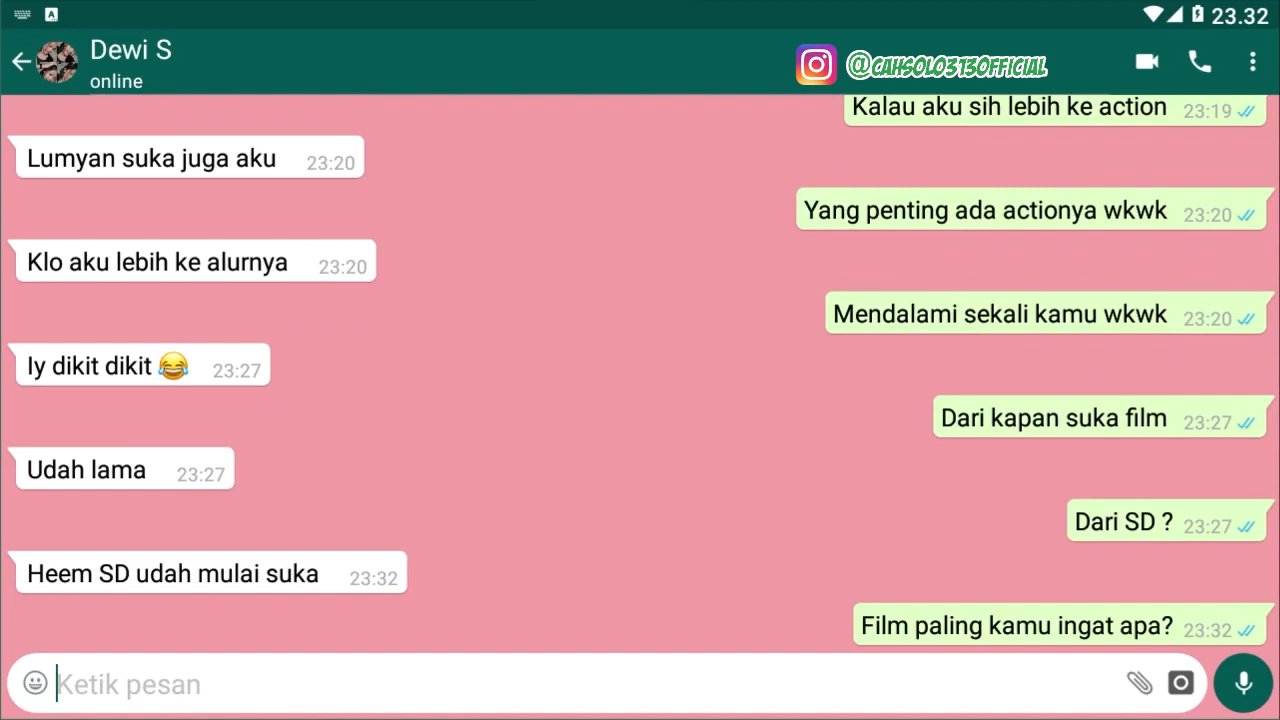 23.32
Dewi S
online
@CAHSOLO313OFFICIAL
Kalau aku sih lebih ke action 23:19
Lumyan suka juga aku 23:20
Yang penting ada actionya wkwk 23:20
Klo aku lebih ke alurnya 23:20
Mendalami sekali kamu wkwk 23:20
Iy dikit dikit 😂 23:27
Dari kapan suka film 23:27
Udah lama 23:27
Dari SD ? 23:27
Heem SD udah mulai suka 23:32
Film paling kamu ingat apa? 23:32
Ketik pesan